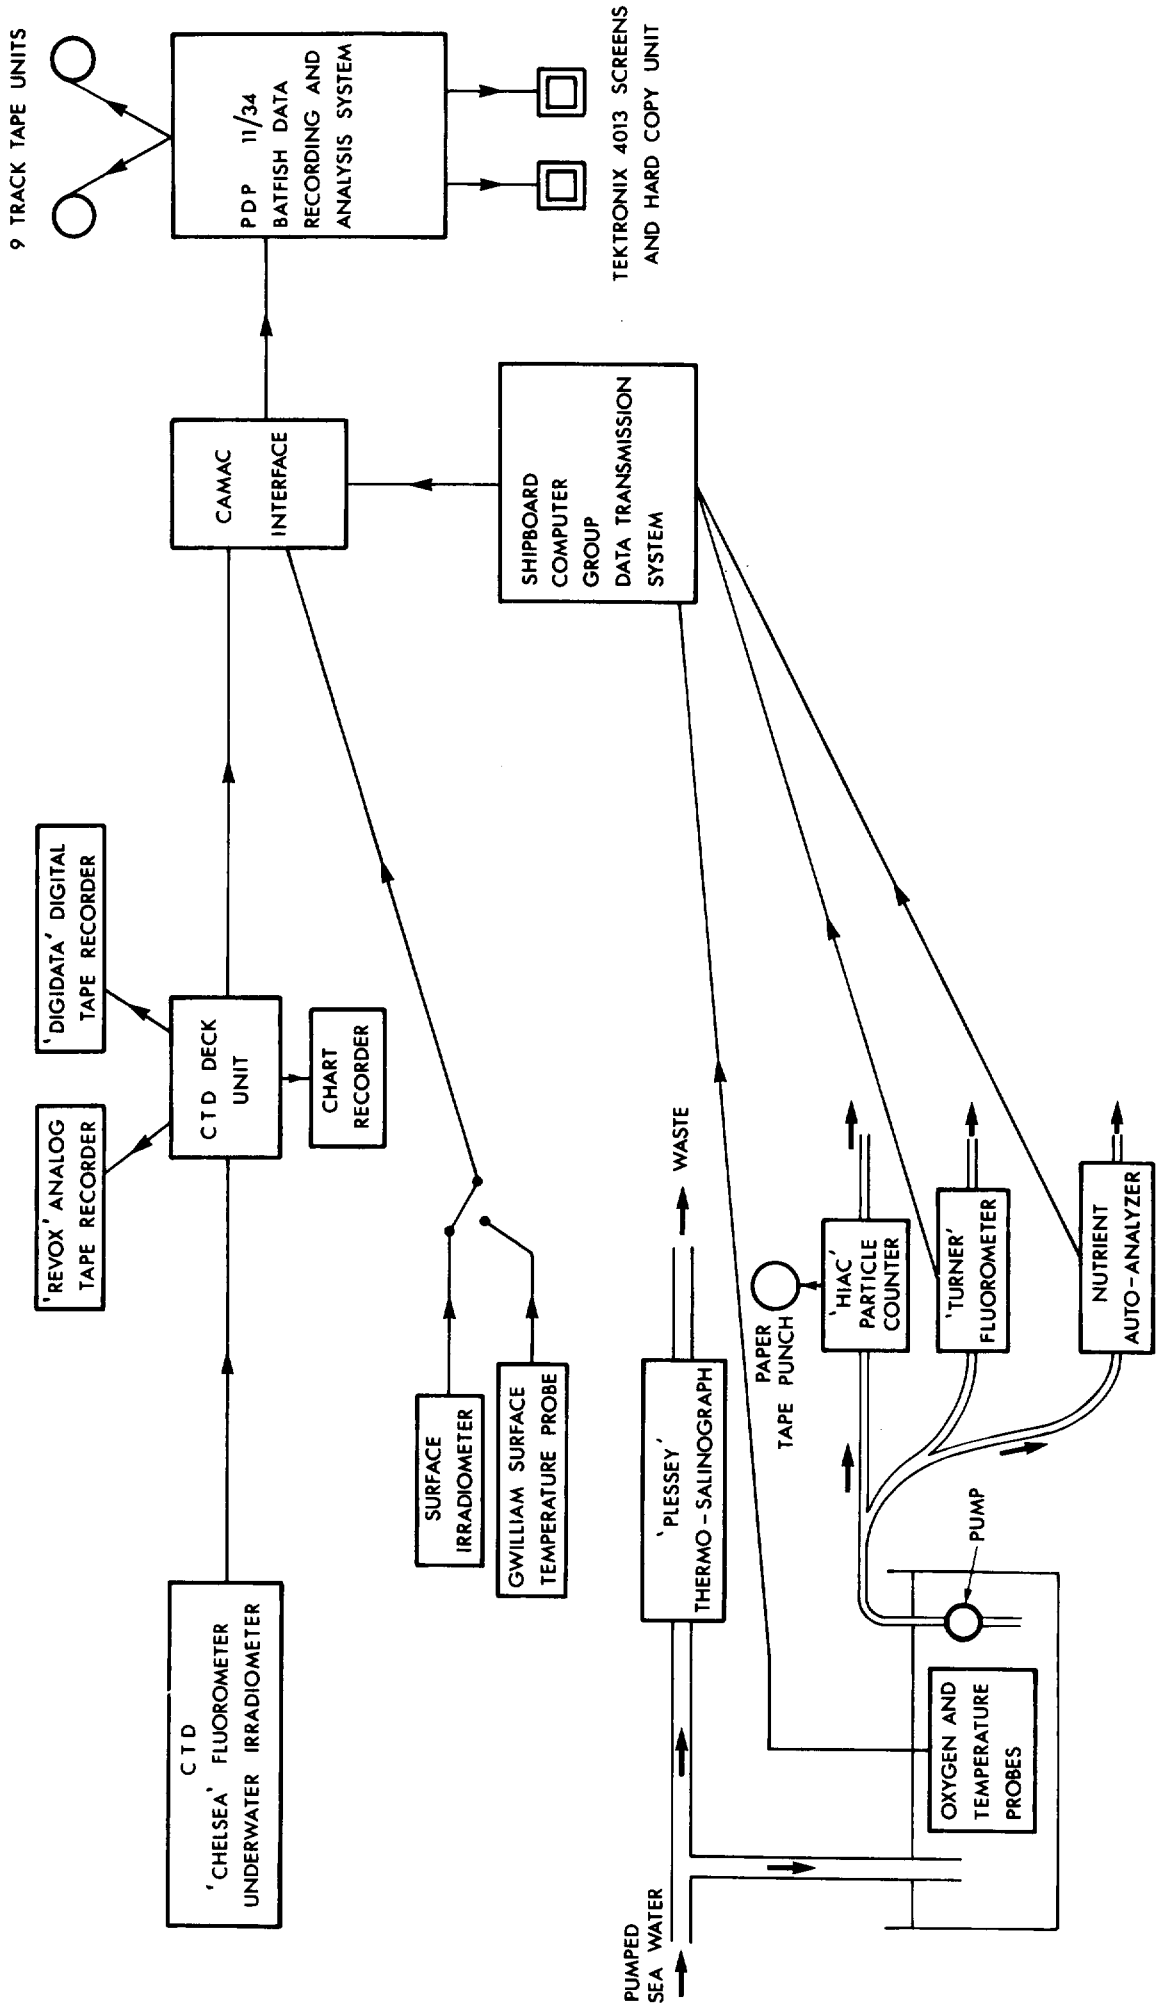 CTD
'CHELSEA' FLUOROMETER
UNDERWATER IRRADIOMETER
'REVOX' ANALOG
TAPE RECORDER
'DIGIDATA' DIGITAL
TAPE RECORDER
CTD DECK
UNIT
CHART
RECORDER
CAMAC
INTERFACE
9 TRACK TAPE UNITS
PDP 11/34
BATFISH DATA
RECORDING AND
ANALYSIS SYSTEM
TEKTRONIX 4013 SCREENS
AND HARD COPY UNIT
SURFACE
IRRADIOMETER
GWILLIAM SURFACE
TEMPERATURE PROBE
SHIPBOARD
COMPUTER
GROUP
DATA TRANSMISSION
SYSTEM
PUMPED
SEA WATER
'PLESSEY'
THERMO-SALINOGRAPH
WASTE
PAPER
TAPE PUNCH
'HIAC'
PARTICLE
COUNTER
'TURNER'
FLUOROMETER
NUTRIENT
AUTO-ANALYZER
PUMP
OXYGEN AND
TEMPERATURE
PROBES